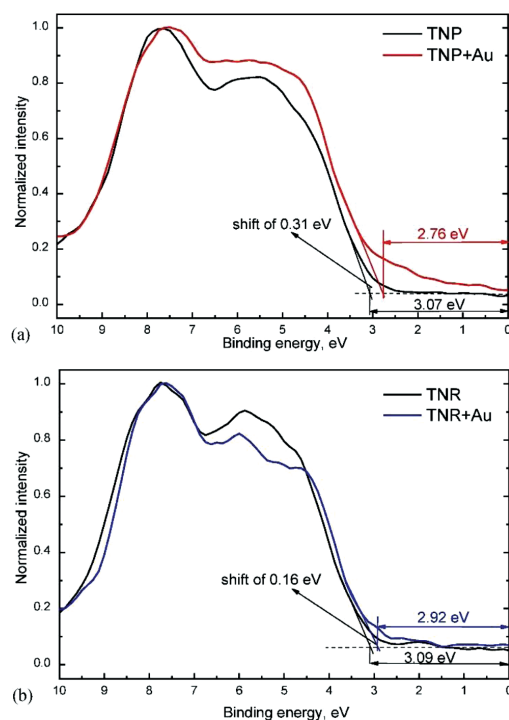 TNP
TNP+Au
Normalized intensity
1.0
0.8
0.6
0.4
0.2
0.0
shift of 0.31 eV
2.76 eV
3.07 eV
10 9 8 7 6 5 4 3 2 1 0
Binding energy, eV
(a)
TNR
TNR+Au
Normalized intensity
1.0
0.8
0.6
0.4
0.2
0.0
shift of 0.16 eV
2.92 eV
3.09 eV
10 9 8 7 6 5 4 3 2 1 0
Binding energy, eV
(b)